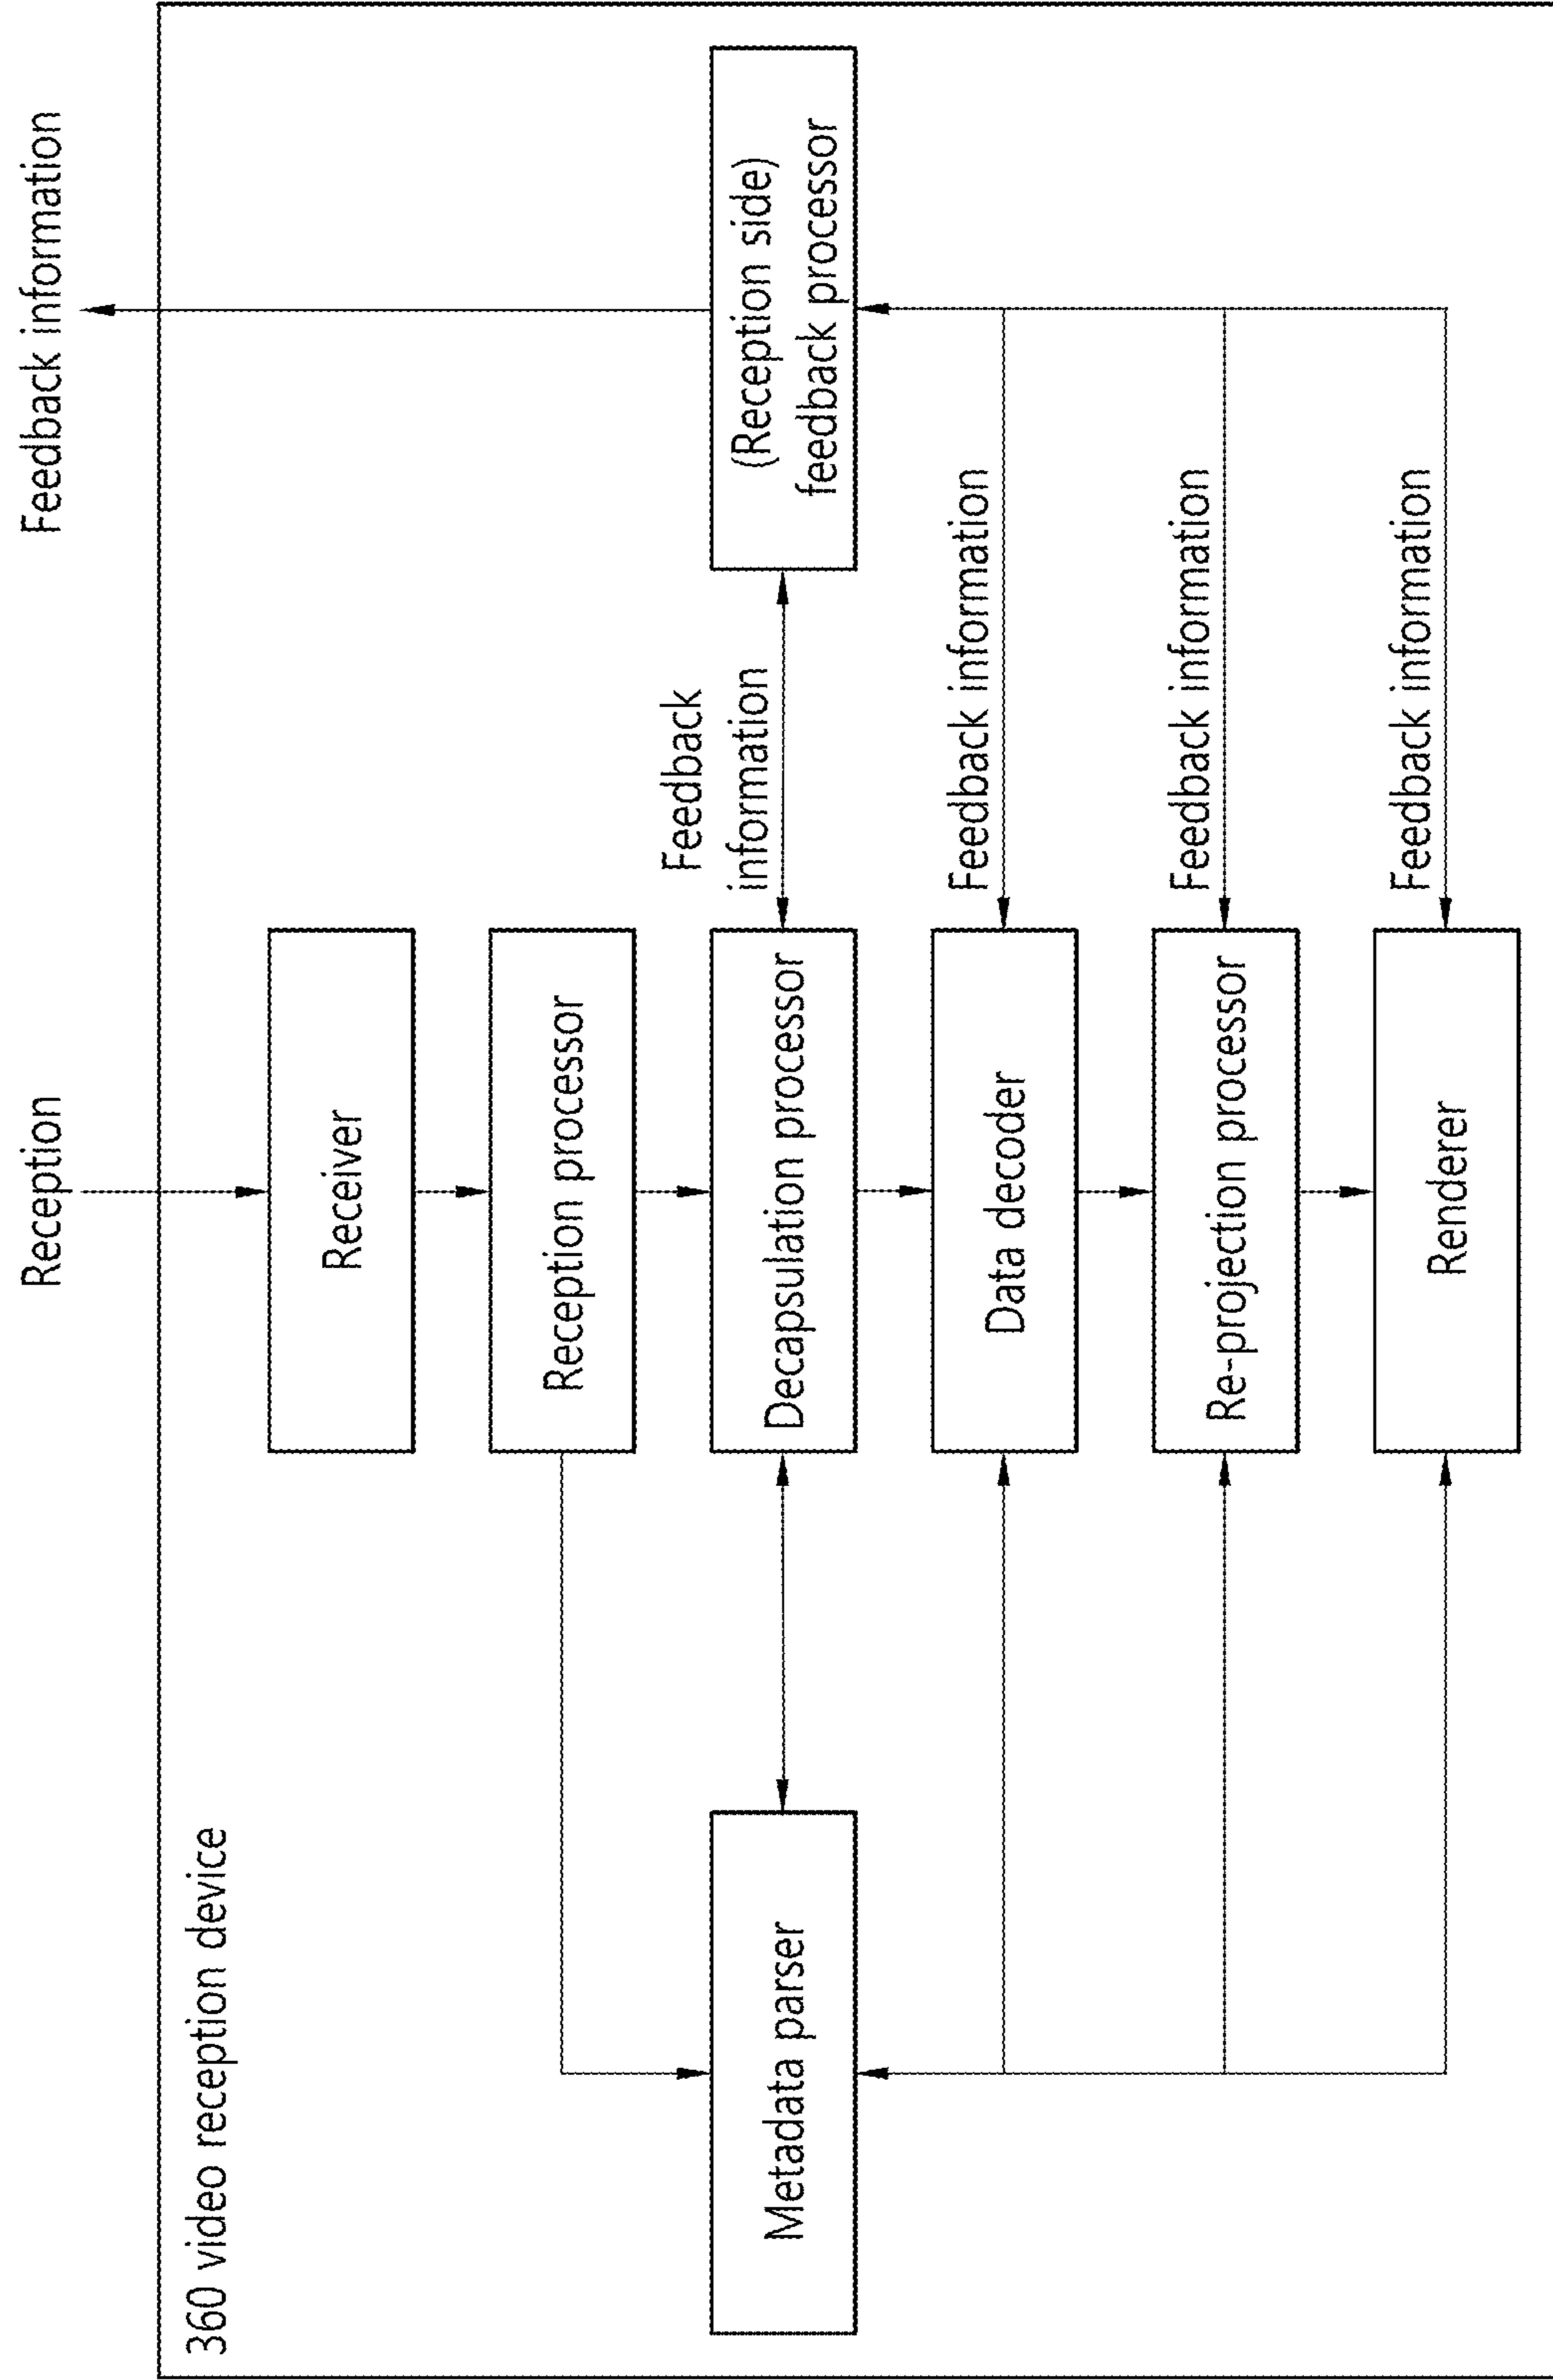 Reception
Feedback information
360 video reception device
Receiver
Reception processor
Metadata parser
Decapsulation processor
Feedback
information
(Reception side)
feedback processor
Data decoder
Feedback information
Re-projection processor
Feedback information
Renderer
Feedback information